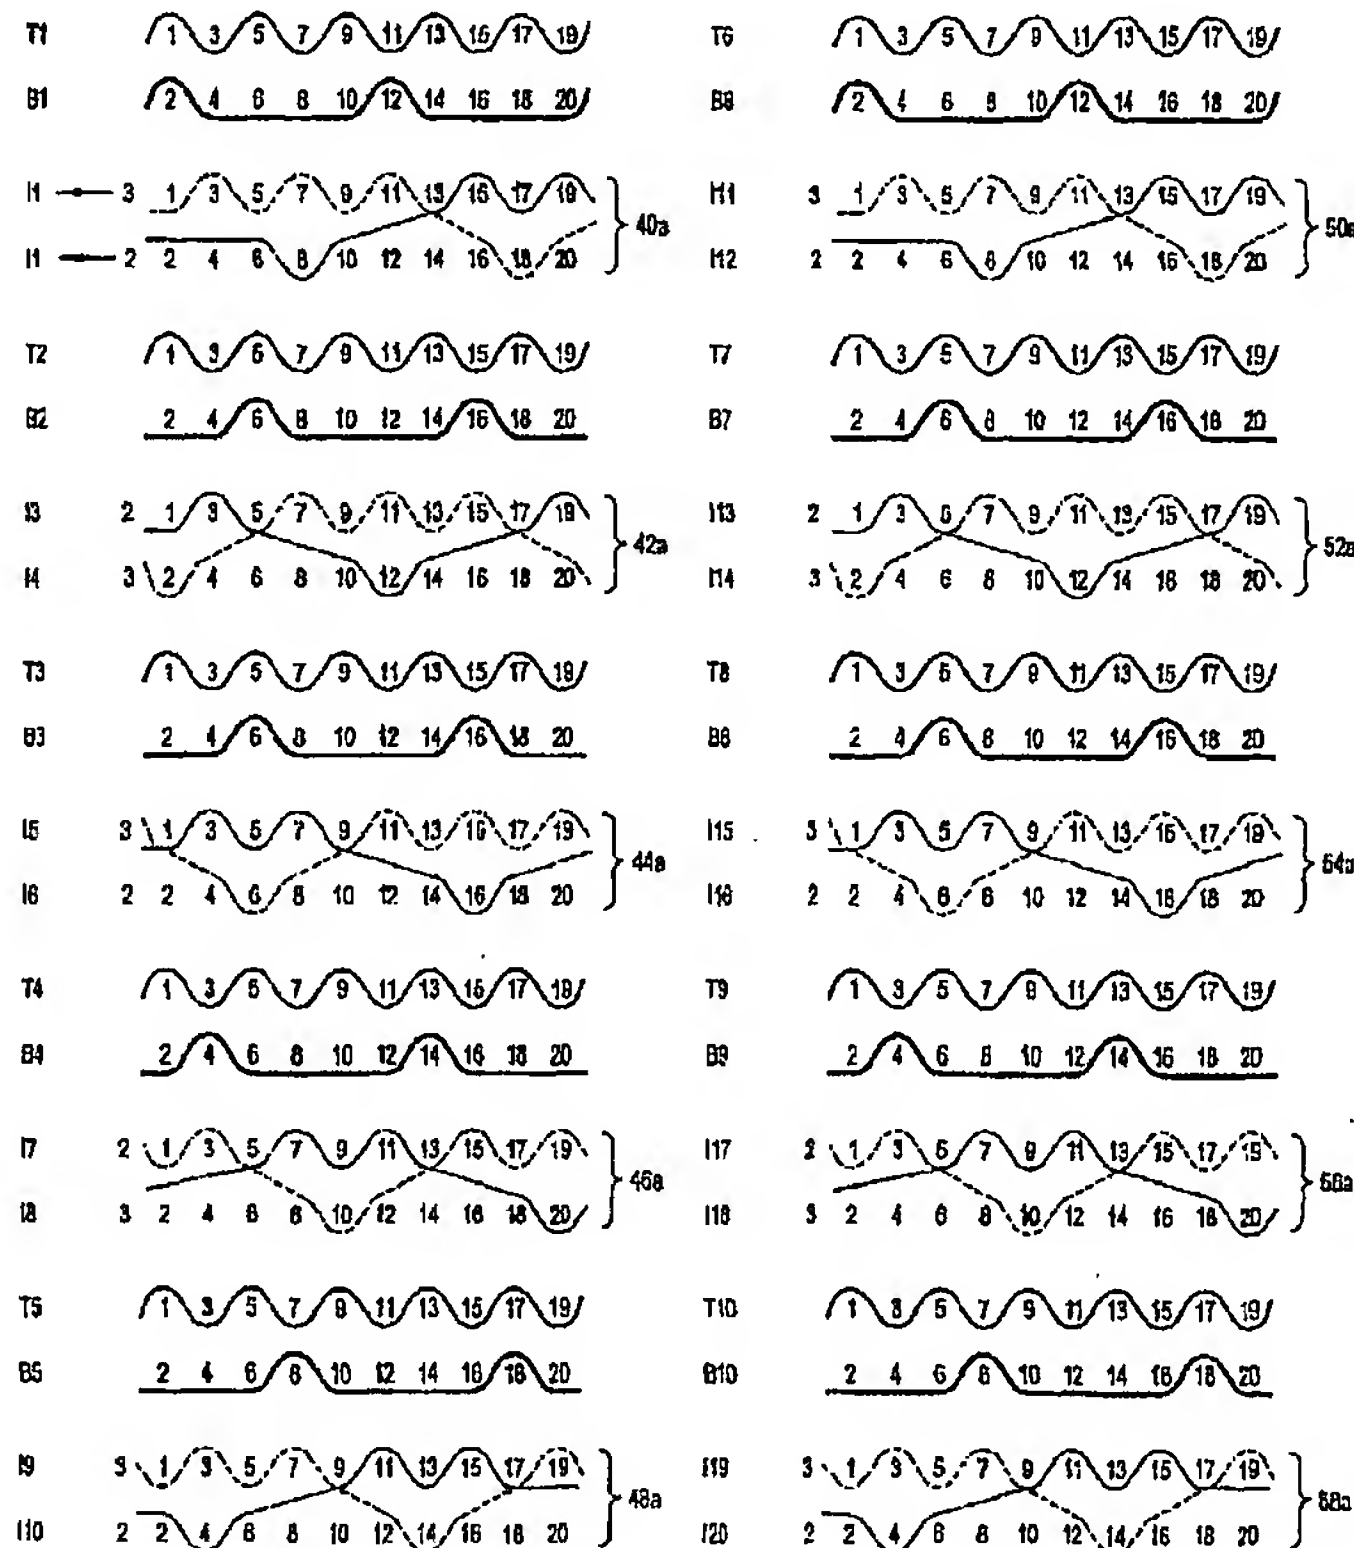 T1 1 3 5 7 9 11 13 15 17 19
B1 2 4 6 8 10 12 14 16 18 20
I1 3 1 3 5 7 9 11 13 15 17 19
40a
I1 2 2 4 6 8 10 12 14 16 18 20
T2 1 3 5 7 9 11 13 15 17 19
B2 2 4 6 8 10 12 14 16 18 20
I3 2 1 3 5 7 9 11 13 15 17 19
42a
I4 3 2 4 6 8 10 12 14 16 18 20
T3 1 3 5 7 9 11 13 15 17 19
B3 2 4 6 8 10 12 14 16 18 20
I5 3 1 3 5 7 9 11 13 15 17 19
44a
I6 2 2 4 6 8 10 12 14 16 18 20
T4 1 3 5 7 9 11 13 15 17 19
B4 2 4 6 8 10 12 14 16 18 20
I7 2 1 3 5 7 9 11 13 15 17 19
46a
I8 3 2 4 6 8 10 12 14 16 18 20
T5 1 3 5 7 9 11 13 15 17 19
B5 2 4 6 8 10 12 14 16 18 20
I9 3 1 3 5 7 9 11 13 15 17 19
48a
I10 2 2 4 6 8 10 12 14 16 18 20
T6 1 3 5 7 9 11 13 15 17 19
B6 2 4 6 8 10 12 14 16 18 20
I11 3 1 3 5 7 9 11 13 15 17 19
50a
I12 2 2 4 6 8 10 12 14 16 18 20
T7 1 3 5 7 9 11 13 15 17 19
B7 2 4 6 8 10 12 14 16 18 20
I13 2 1 3 5 7 9 11 13 15 17 19
52a
I14 3 2 4 6 8 10 12 14 16 18 20
T8 1 3 5 7 9 11 13 15 17 19
B8 2 4 6 8 10 12 14 16 18 20
I15 3 1 3 5 7 9 11 13 15 17 19
54a
I16 2 2 4 6 8 10 12 14 16 18 20
T9 1 3 5 7 9 11 13 15 17 19
B9 2 4 6 8 10 12 14 16 18 20
I17 2 1 3 5 7 9 11 13 15 17 19
56a
I18 3 2 4 6 8 10 12 14 16 18 20
T10 1 3 5 7 9 11 13 15 17 19
B10 2 4 6 8 10 12 14 16 18 20
I19 3 1 3 5 7 9 11 13 15 17 19
58a
I20 2 2 4 6 8 10 12 14 16 18 20